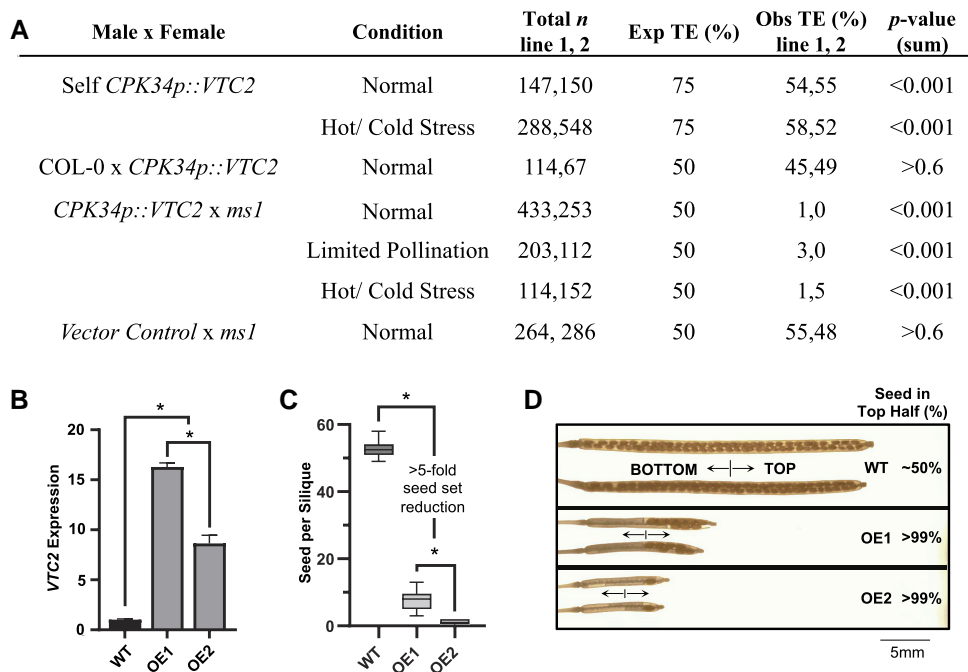 A
Male x Female Condition Total n line 1, 2 Exp TE (%) Obs TE (%) line 1, 2 p-value (sum)
Self CPK34p::VTC2 Normal 147,150 75 54,55 <0.001
Hot/ Cold Stress 288,548 75 58,52 <0.001
COL-0 x CPK34p::VTC2 Normal 114,67 50 45,49 >0.6
CPK34p::VTC2 x ms1 Normal 433,253 50 1,0 <0.001
Limited Pollination 203,112 50 3,0 <0.001
Hot/ Cold Stress 114,152 50 1,5 <0.001
Vector Control x ms1 Normal 264, 286 50 55,48 >0.6
B
VTC2 Expression
20
15
10
5
0
*
*
WT OE1 OE2
C
Seed per Silique
60
40
20
0
*
>5-fold
seed set
reduction
*
WT OE1 OE2
D
Seed in
Top Half (%)
BOTTOM TOP
WT ~50%
OE1 >99%
OE2 >99%
5mm